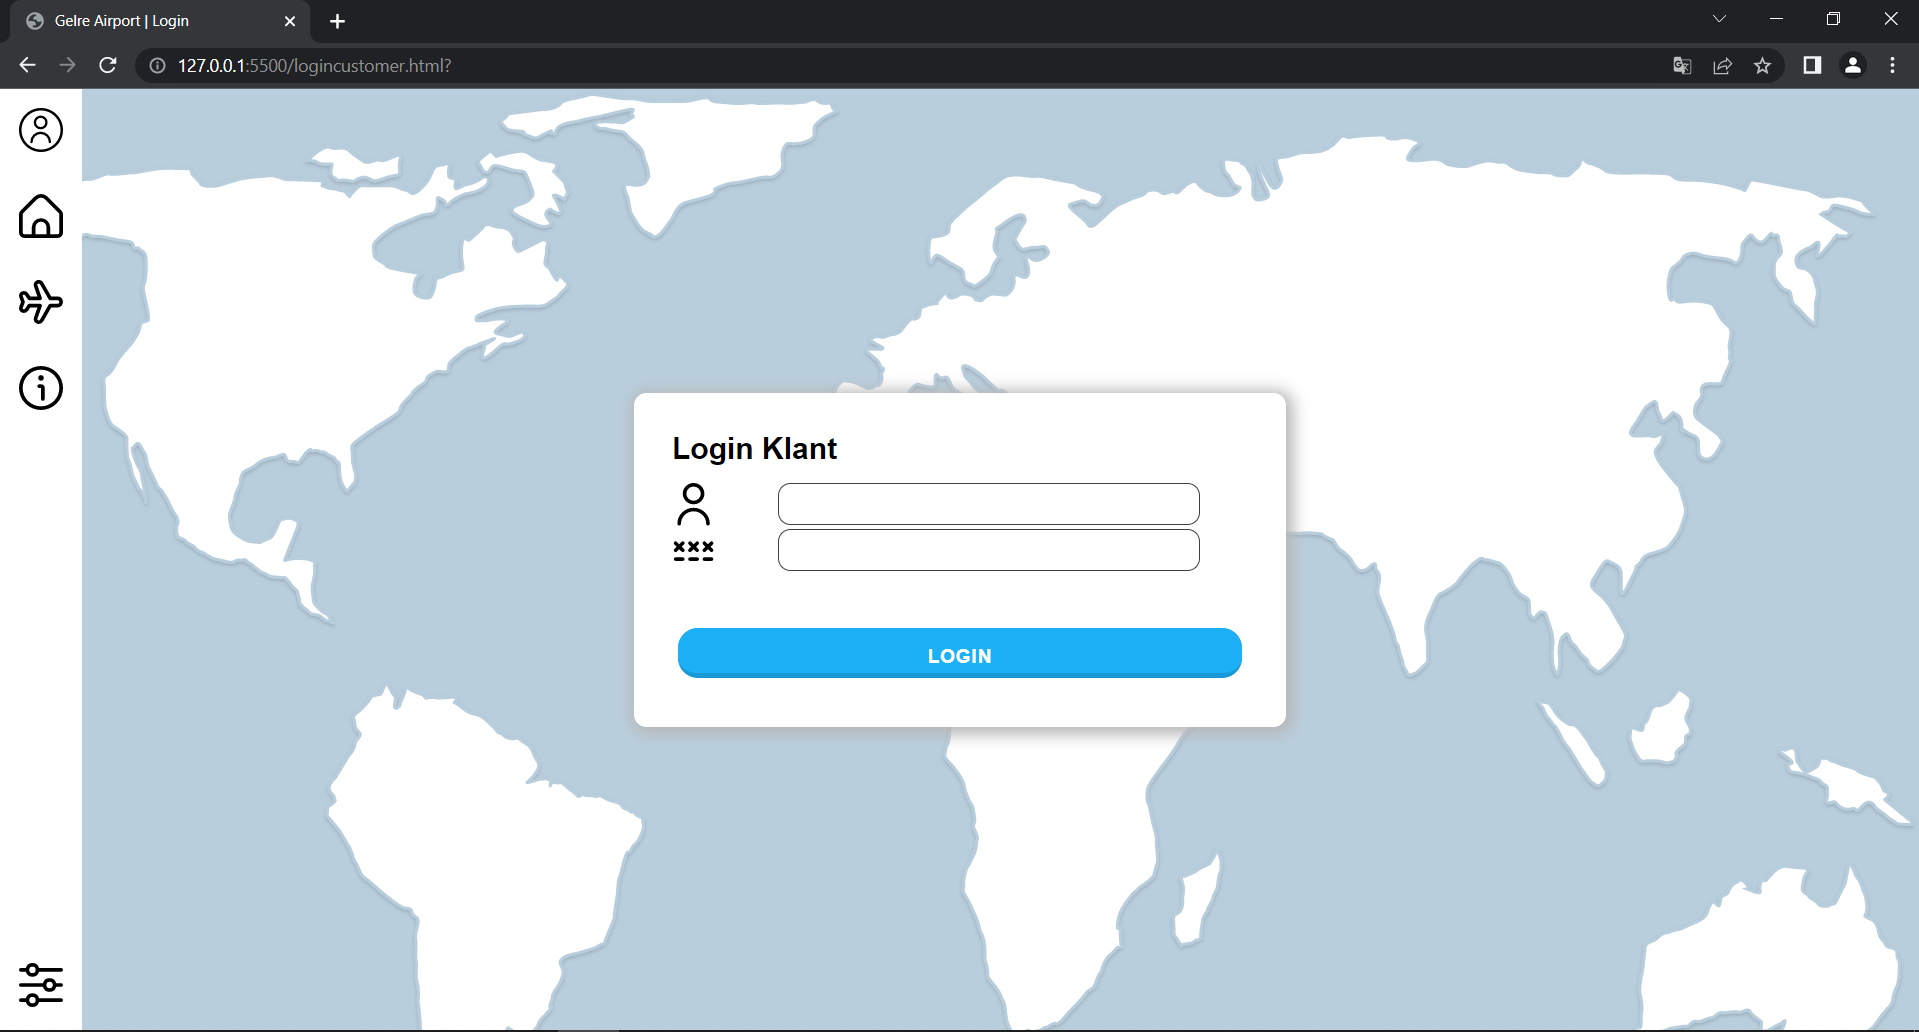 Gelre Airport | Login
127.0.0.1:5500/logincustomer.html?
Login Klant
LOGIN